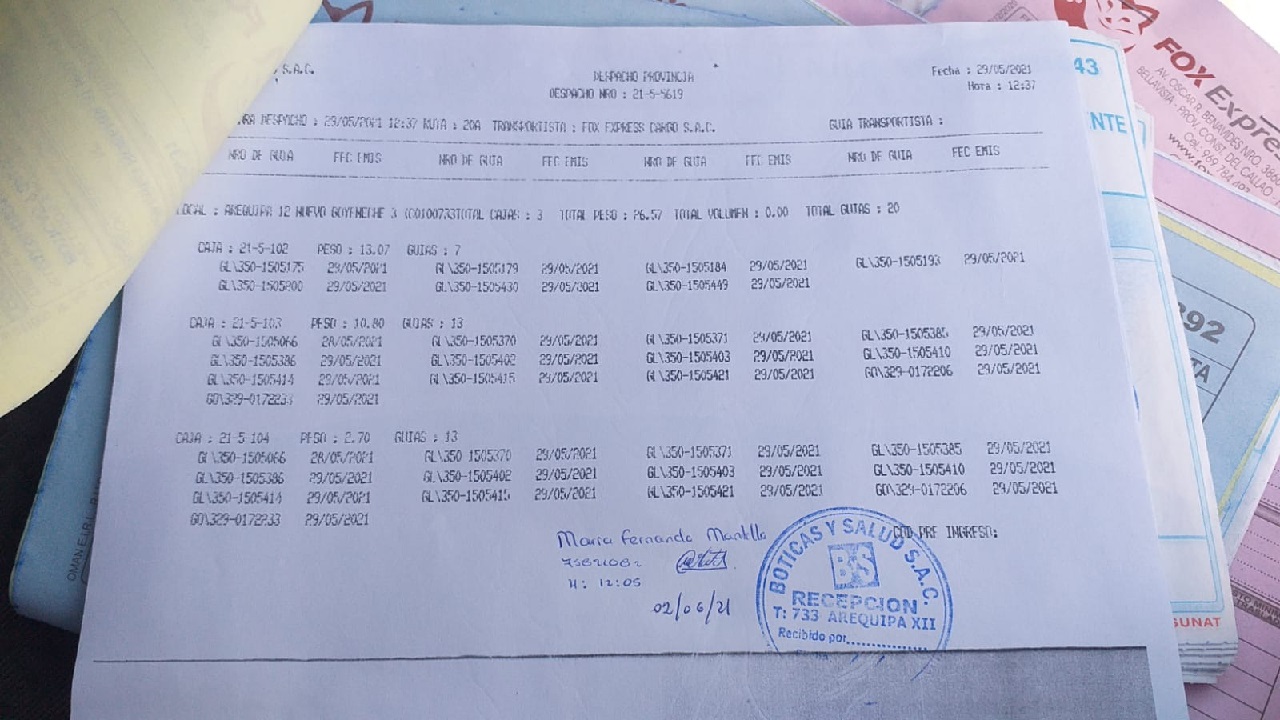 S.A.C.
DESPACHO PROVINCIA
DESPACHO NRO : 21-5-5619
Fecha : 29/05/2021
Hora : 12:37
DESPACHO : 29/05/2021 12:37 RUTA : 20A TRANSPORTISTA : FOX EXPRESS CARGO S.A.C. GUIA TRANSPORTISTA :
NRO DE GUIA FEC EMIS NRO DE GUIA FEC EMIS NRO DE GUIA FEC EMIS NRO DE GUIA FEC EMIS
LOCAL : AREQUIPA 12 NUEVO GOYENECHE 3 (C0100733TOTAL CAJAS : 3 TOTAL PESO : 26.57 TOTAL VOLUMEN : 0.00 TOTAL GUIAS : 20
CAJA : 21-5-102 PESO : 13.07 GUIAS : 7
GL\350-1505175 29/05/2021 GL\350-1505179 29/05/2021 GL\350-1505184 29/05/2021 GL\350-1505193 29/05/2021
29/05/2021 GL\350-1505430 29/05/2021 GL\350-1505449 29/05/2021
CAJA : 21-5-103 PESO : 10.80 GUIAS : 13
GL\350-1505066 28/05/2021 GL\350-1505370 29/05/2021 GL\350-1505371 29/05/2021 GL\350-1505385 29/05/2021
GL\350-1505386 29/05/2021 GL\350-1505402 29/05/2021 GL\350-1505403 29/05/2021 GL\350-1505410 29/05/2021
GL\350-1505414 29/05/2021 GL\350-1505415 29/05/2021 GL\350-1505421 29/05/2021 GO\329-0172206 29/05/2021
GO\329-0172233 29/05/2021
CAJA : 21-5-104 PESO : 2.70 GUIAS : 13
GL\350-1505066 28/05/2021 GL\350-1505370 29/05/2021 GL\350-1505371 29/05/2021 GL\350-1505385 29/05/2021
GL\350-1505386 29/05/2021 GL\350-1505402 29/05/2021 GL\350-1505403 29/05/2021 GL\350-1505410 29/05/2021
GL\350-1505414 29/05/2021 GL\350-1505415 29/05/2021 GL\350-1505421 29/05/2021 GO\329-0172206 29/05/2021
GO\329-0172233 29/05/2021
COD PRE INGRESO:
Maria Fernanda Mantilla
H: 12:05
02/06/21
BOTICAS Y SALUD S.A.C.
BS
RECEPCION
T: 733 AREQUIPA XII
Recibido por
43
NTE
FOX Express
AV. OSCAR R. BENAVIDES NRO.
BELLAVISTA - PROV. CONST. DEL CALLAO
392
TA
SUNAT